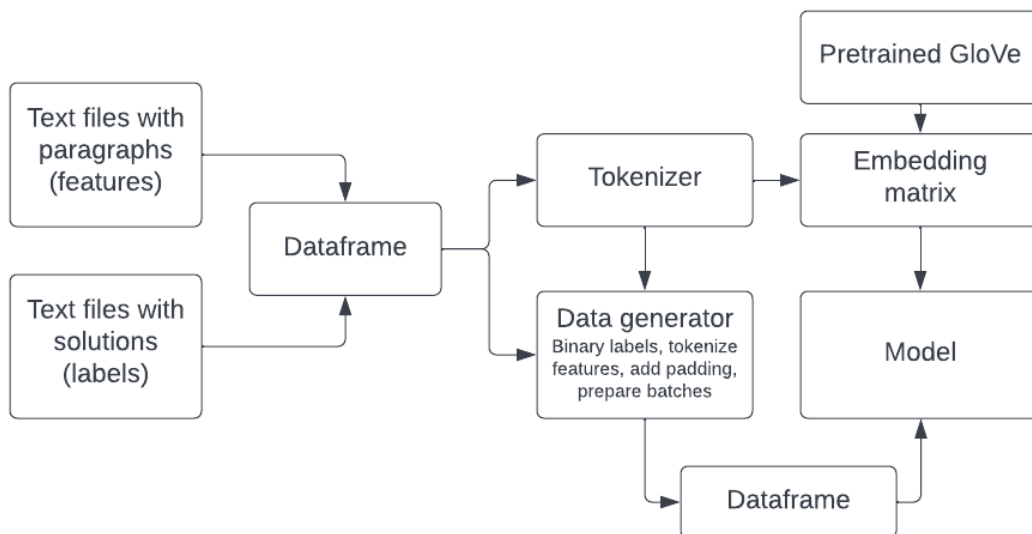 Pretrained GloVe
Text files with
paragraphs
(features)
Tokenizer
Embedding
matrix
Dataframe
Text files with
solutions
(labels)
Data generator
Binary labels, tokenize
features, add padding,
prepare batches
Model
Dataframe